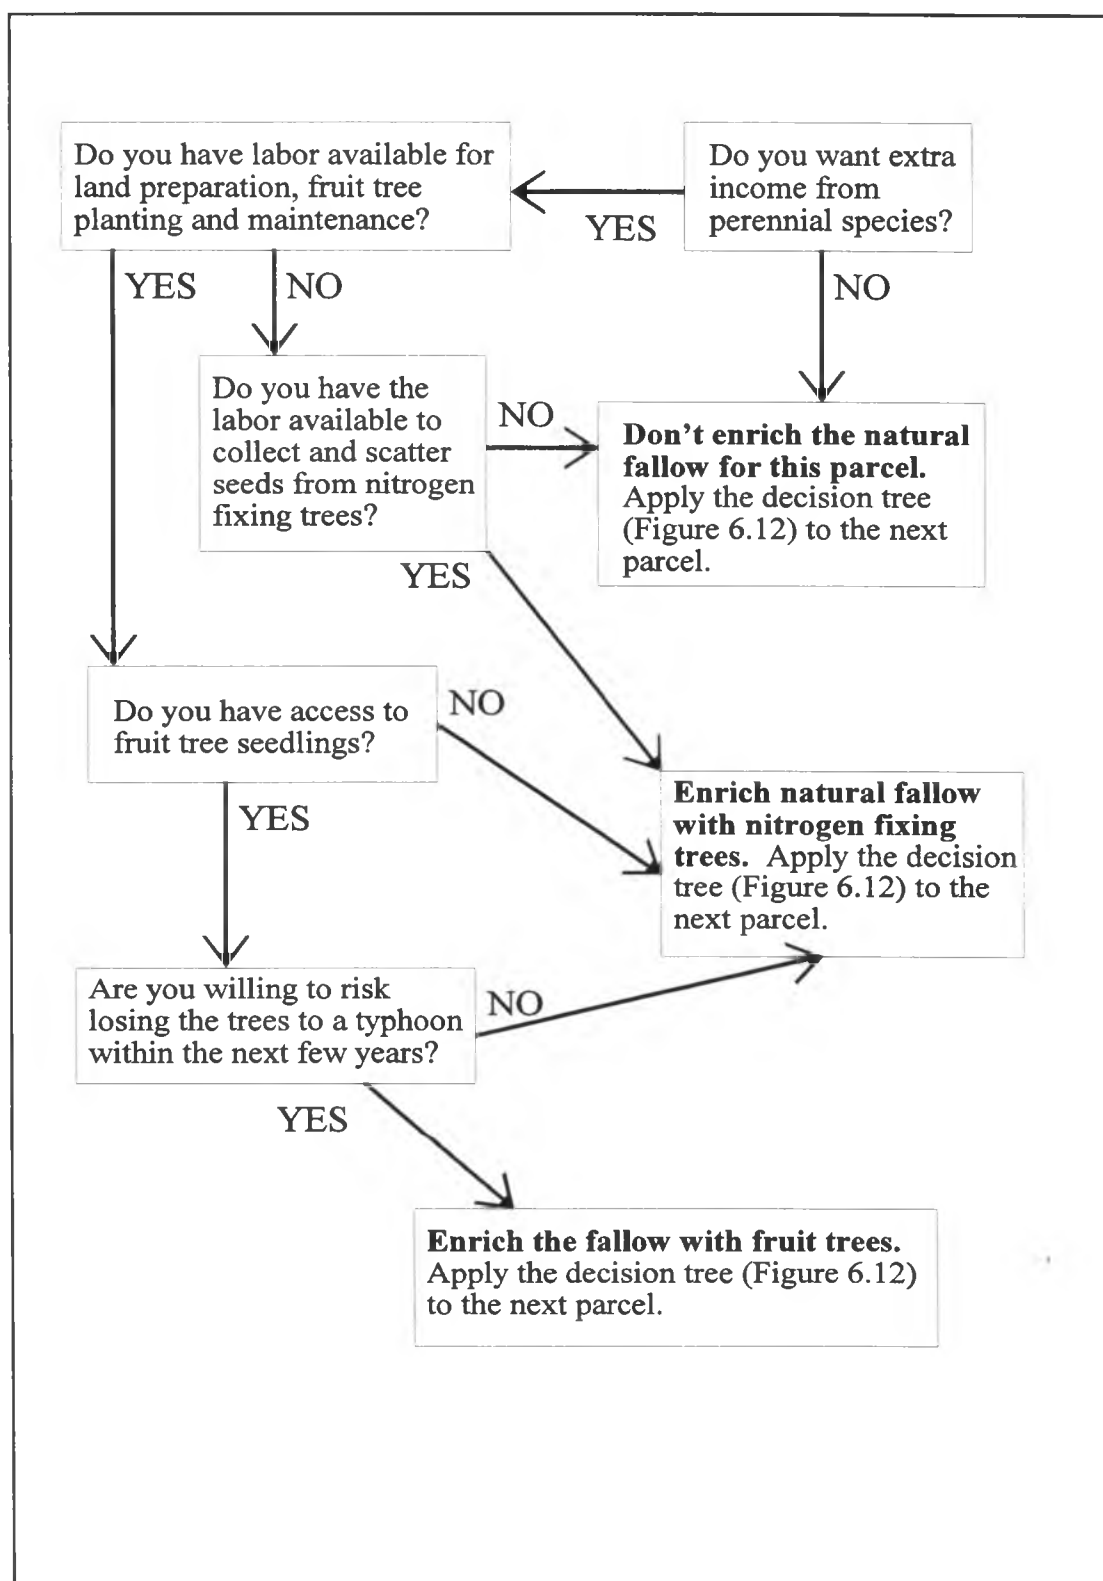 Do you have labor available for
land preparation, fruit tree
planting and maintenance?
Do you want extra
income from
perennial species?
YES
YES
NO
NO
Do you have the
labor available to
collect and scatter
seeds from nitrogen
fixing trees?
NO
Don't enrich the natural
fallow for this parcel.
Apply the decision tree
(Figure 6.12) to the next
parcel.
YES
Do you have access to
fruit tree seedlings?
NO
YES
Enrich natural fallow
with nitrogen fixing
trees. Apply the decision
tree (Figure 6.12) to the
next parcel.
Are you willing to risk
losing the trees to a typhoon
within the next few years?
NO
YES
Enrich the fallow with fruit trees.
Apply the decision tree (Figure 6.12)
to the next parcel.